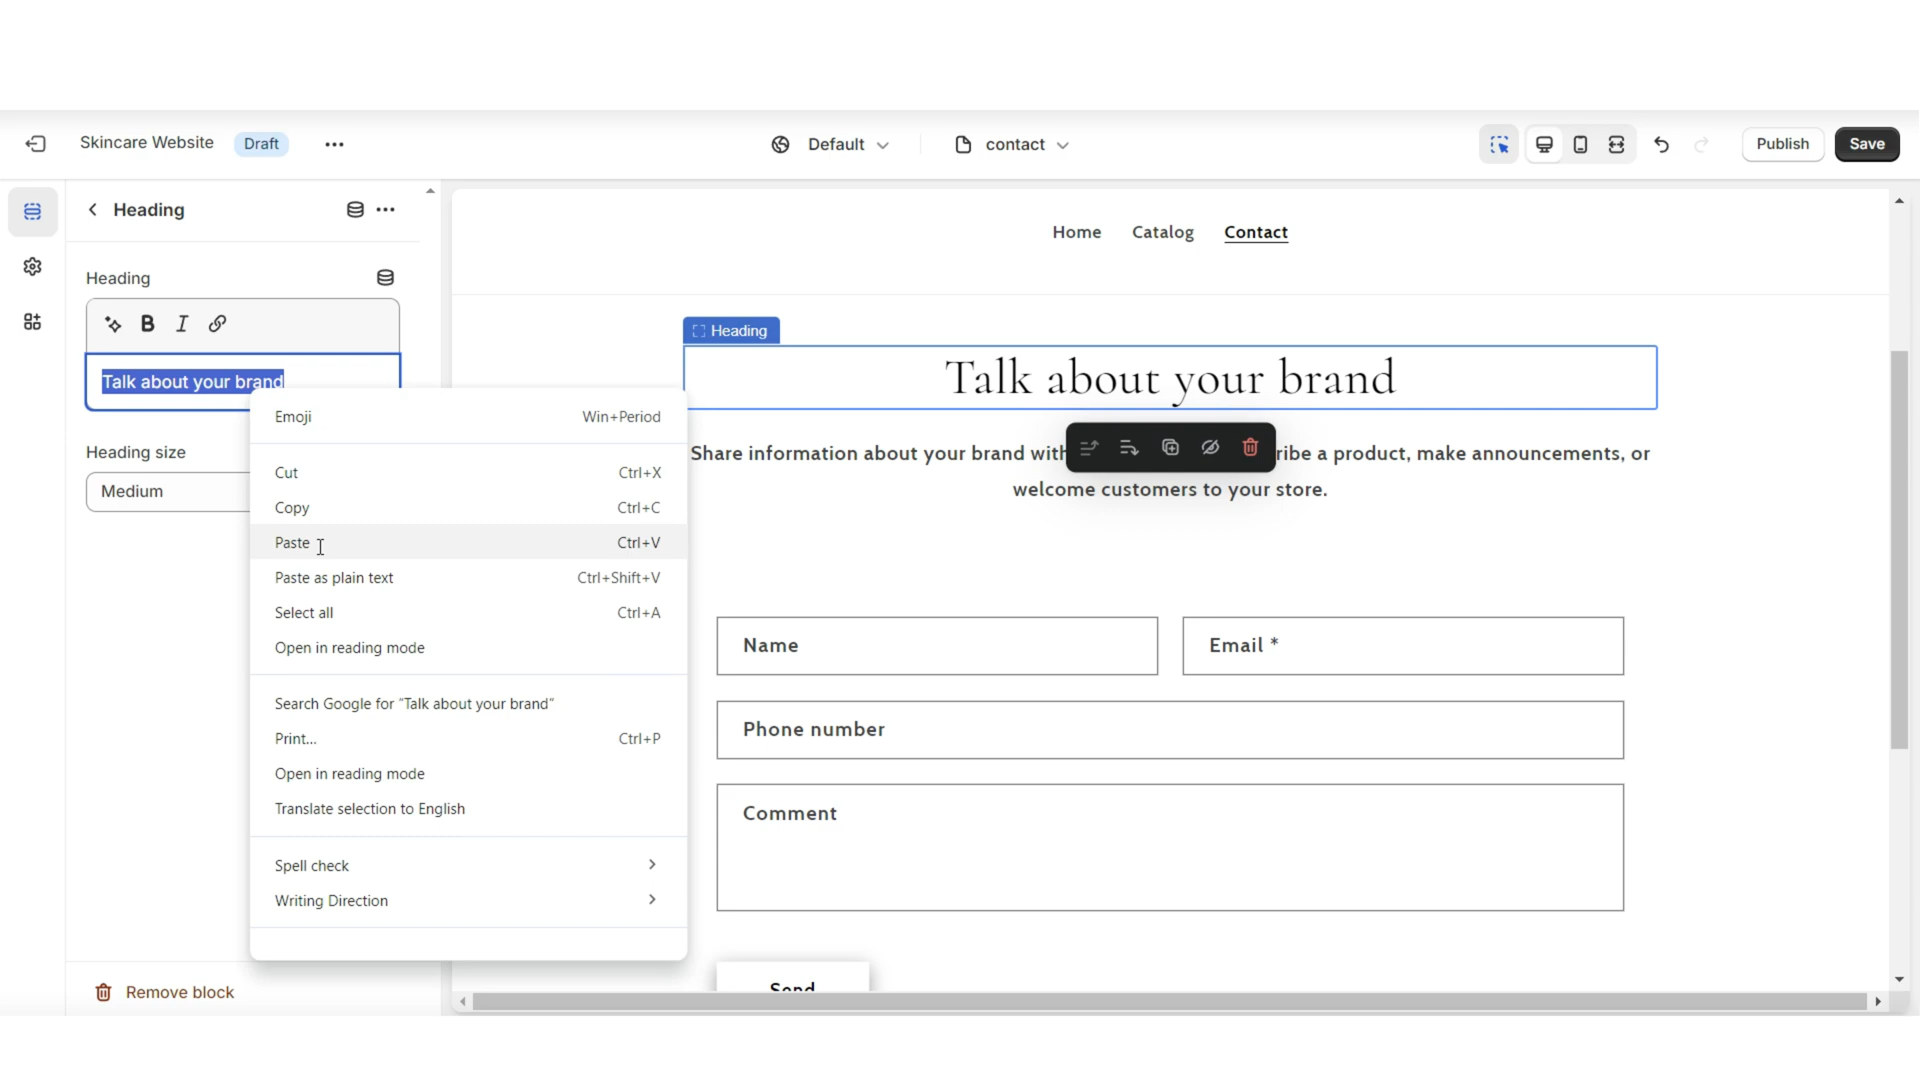 Skincare Website Draft Default contact Publish Save
Heading
Heading
Talk about your brand
Heading size
Medium
Remove block
Emoji Win+Period
Cut Ctrl+X
Copy Ctrl+C
Paste Ctrl+V
Paste as plain text Ctrl+Shift+V
Select all Ctrl+A
Open in reading mode
Search Google for “Talk about your brand”
Print... Ctrl+P
Open in reading mode
Translate selection to English
Spell check
Writing Direction
Home Catalog Contact
Heading
Talk about your brand
Share information about your brand with ribe a product, make announcements, or
welcome customers to your store.
Name Email *
Phone number
Comment
Send